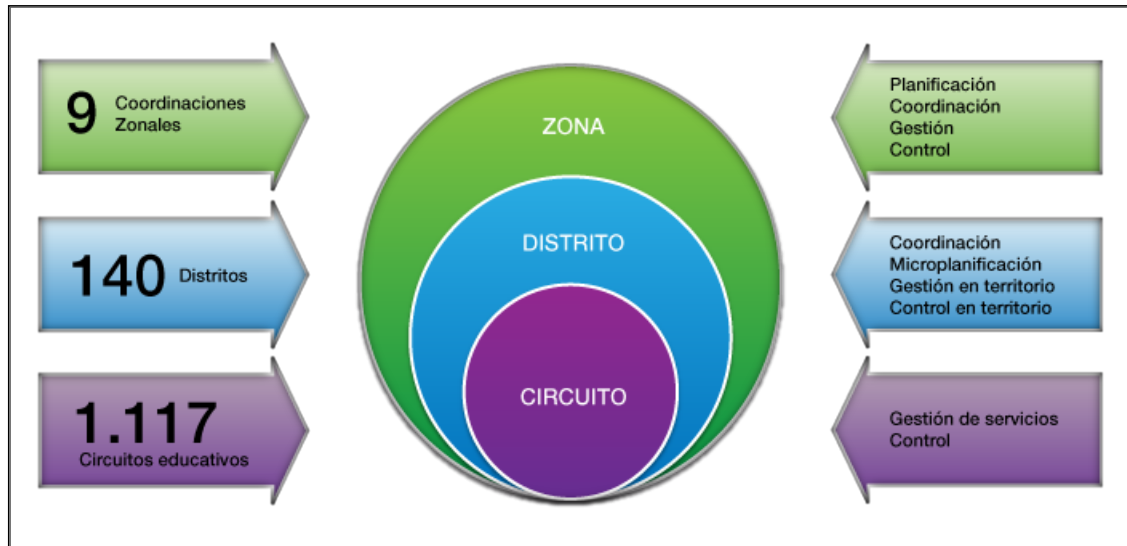 9 Coordinaciones
Zonales
140 Distritos
1.117
Circuitos educativos
ZONA
DISTRITO
CIRCUITO
Planificación
Coordinación
Gestión
Control
Coordinación
Microplanificación
Gestión en territorio
Control en territorio
Gestión de servicios
Control